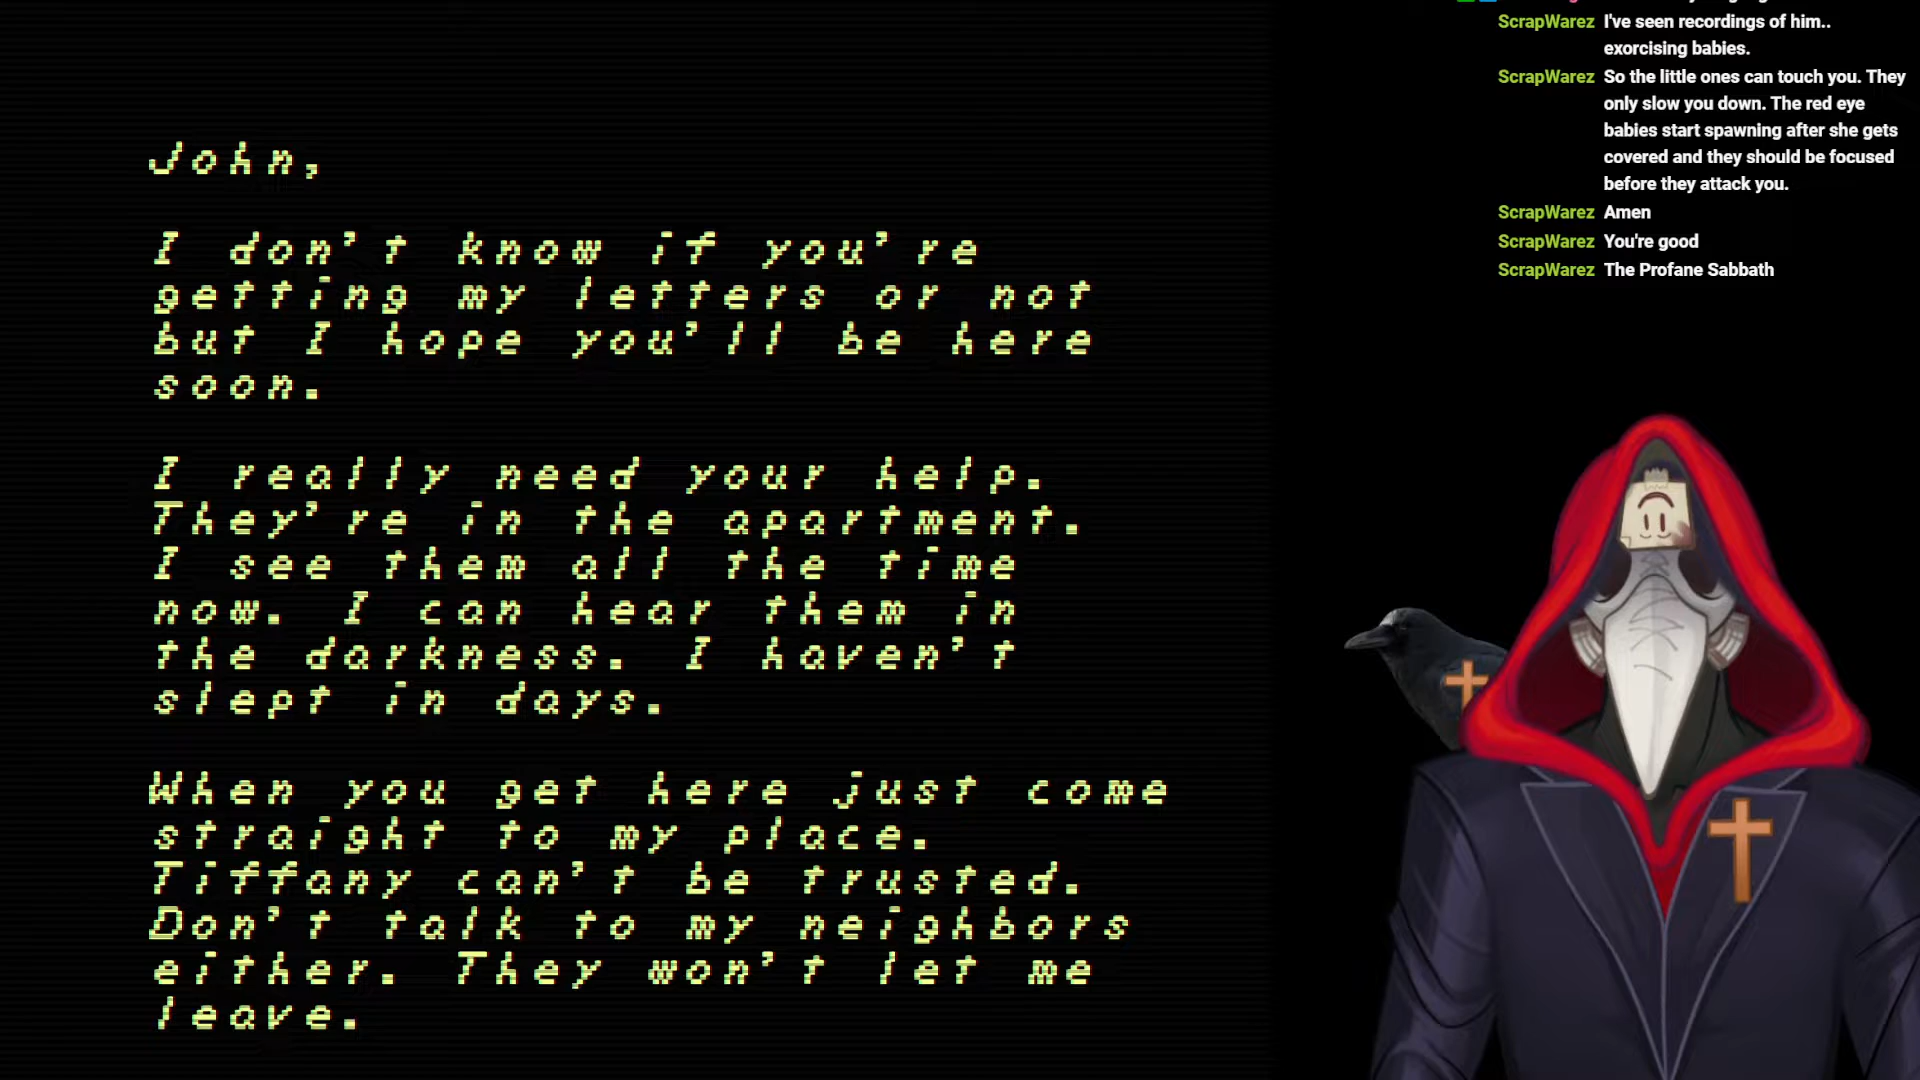 John,
I don't know if you're
getting my letters or not
but I hope you'll be here
soon.
I really need your help.
They're in the apartment.
I see them all the time
now. I can hear them in
the darkness. I haven't
slept in days.
When you get here just come
straight to my place.
Tiffany can't be trusted.
Don't talk to my neighbors
either. They won't let me
leave.
ScrapWarez I've seen recordings of him..
exorcising babies.
ScrapWarez So the little ones can touch you. They
only slow you down. The red eye
babies start spawning after she gets
covered and they should be focused
before they attack you.
ScrapWarez Amen
ScrapWarez You're good
ScrapWarez The Profane Sabbath